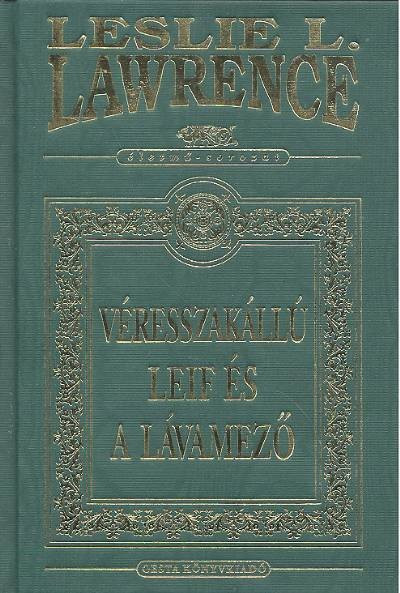 LESLIE L.
LAWRENCE
életmű-sorozat
VÉRESSZAKÁLLÚ
LEIF ÉS
A LÁVAMEZŐ
GESTA KÖNYVKIADÓ